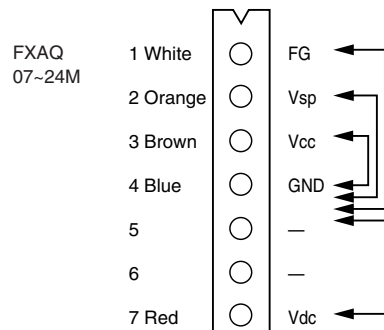 FXAQ
07~24M
1 White FG
2 Orange Vsp
3 Brown Vcc
4 Blue GND
5 —
6 —
7 Red Vdc